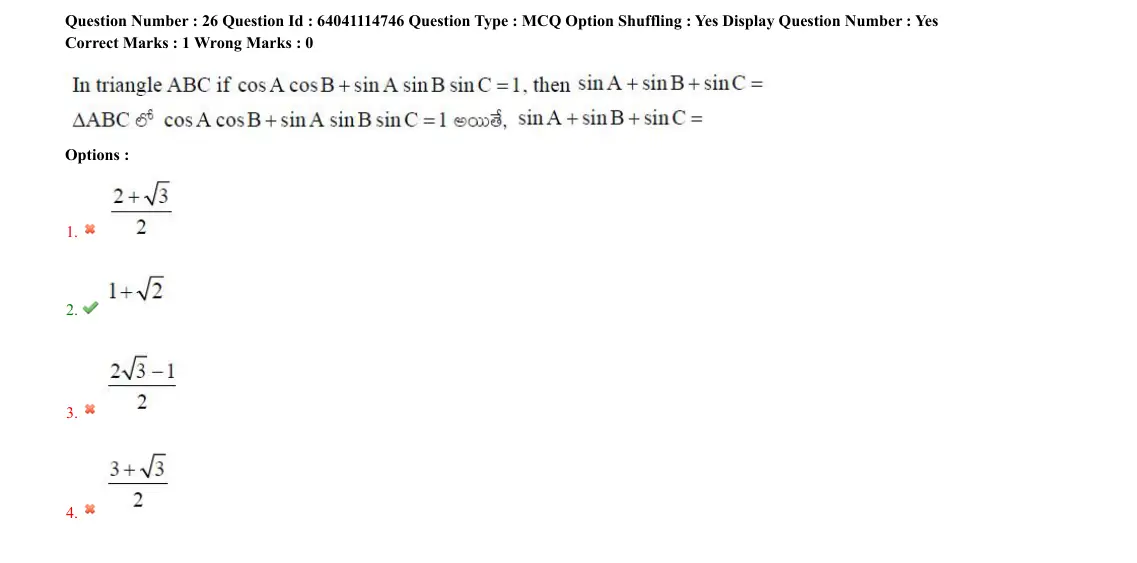 Question Number : 26 Question Id : 64041114746 Question Type : MCQ Option Shuffling : Yes Display Question Number : Yes
Correct Marks : 1 Wrong Marks : 0
In triangle ABC if cos A cos B + sin A sin B sin C = 1, then sin A + sin B + sin C =
ΔABC లో cos A cos B + sin A sin B sin C = 1 అయితే, sin A + sin B + sin C =
Options :
1. ✖ (2 + √3)/2
2. ✔ 1 + √2
3. ✖ (2√3 − 1)/2
4. ✖ (3 + √3)/2